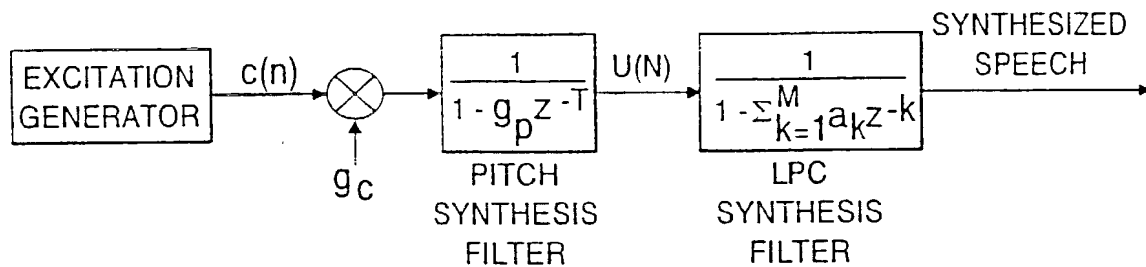 EXCITATION
GENERATOR
c(n)
g_c
1
1 - g_p z^-T
PITCH
SYNTHESIS
FILTER
U(N)
1
1 - Σ_{k=1}^{M} a_k z^-k
LPC
SYNTHESIS
FILTER
SYNTHESIZED
SPEECH